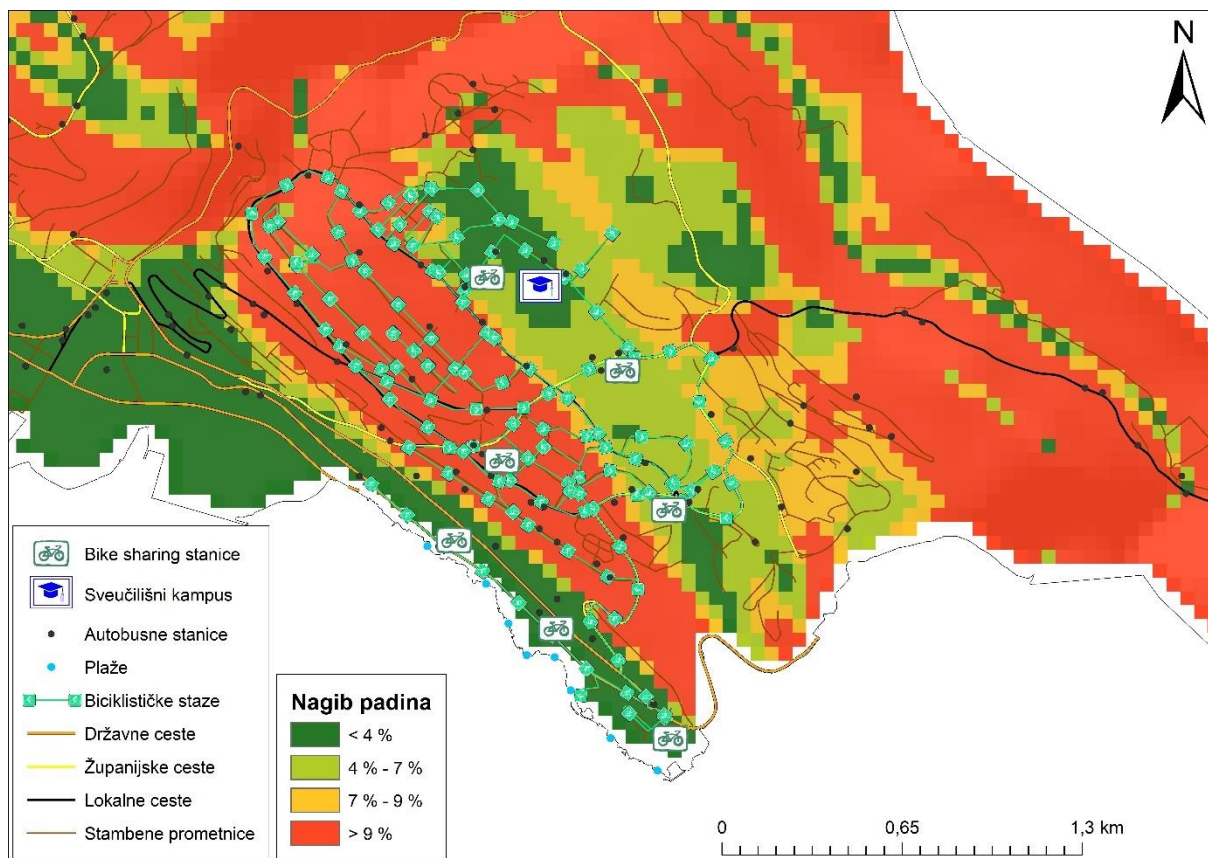 N
Bike sharing stanice
Sveučilišni kampus
Autobusne stanice
Plaže
Biciklističke staze
Državne ceste
Županijske ceste
Lokalne ceste
Stambene prometnice
Nagib padina
< 4 %
4 % - 7 %
7 % - 9 %
> 9 %
0 0,65 1,3 km